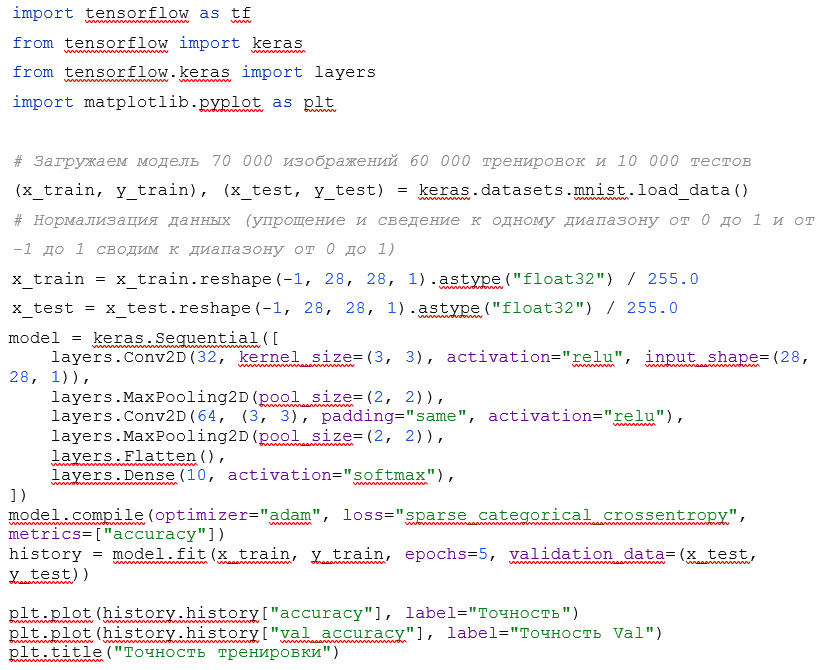 import tensorflow as tf
from tensorflow import keras
from tensorflow.keras import layers
import matplotlib.pyplot as plt
# Загружаем модель 70 000 изображений 60 000 тренировок и 10 000 тестов
(x_train, y_train), (x_test, y_test) = keras.datasets.mnist.load_data()
# Нормализация данных (упрощение и сведение к одному диапазону от 0 до 1 и от
-1 до 1 сводим к диапазону от 0 до 1)
x_train = x_train.reshape(-1, 28, 28, 1).astype("float32") / 255.0
x_test = x_test.reshape(-1, 28, 28, 1).astype("float32") / 255.0
model = keras.Sequential([
    layers.Conv2D(32, kernel_size=(3, 3), activation="relu", input_shape=(28,
28, 1)),
    layers.MaxPooling2D(pool_size=(2, 2)),
    layers.Conv2D(64, (3, 3), padding="same", activation="relu"),
    layers.MaxPooling2D(pool_size=(2, 2)),
    layers.Flatten(),
    layers.Dense(10, activation="softmax"),
])
model.compile(optimizer="adam", loss="sparse_categorical_crossentropy",
metrics=["accuracy"])
history = model.fit(x_train, y_train, epochs=5, validation_data=(x_test,
y_test))
plt.plot(history.history["accuracy"], label="Точность")
plt.plot(history.history["val_accuracy"], label="Точность Val")
plt.title("Точность тренировки")